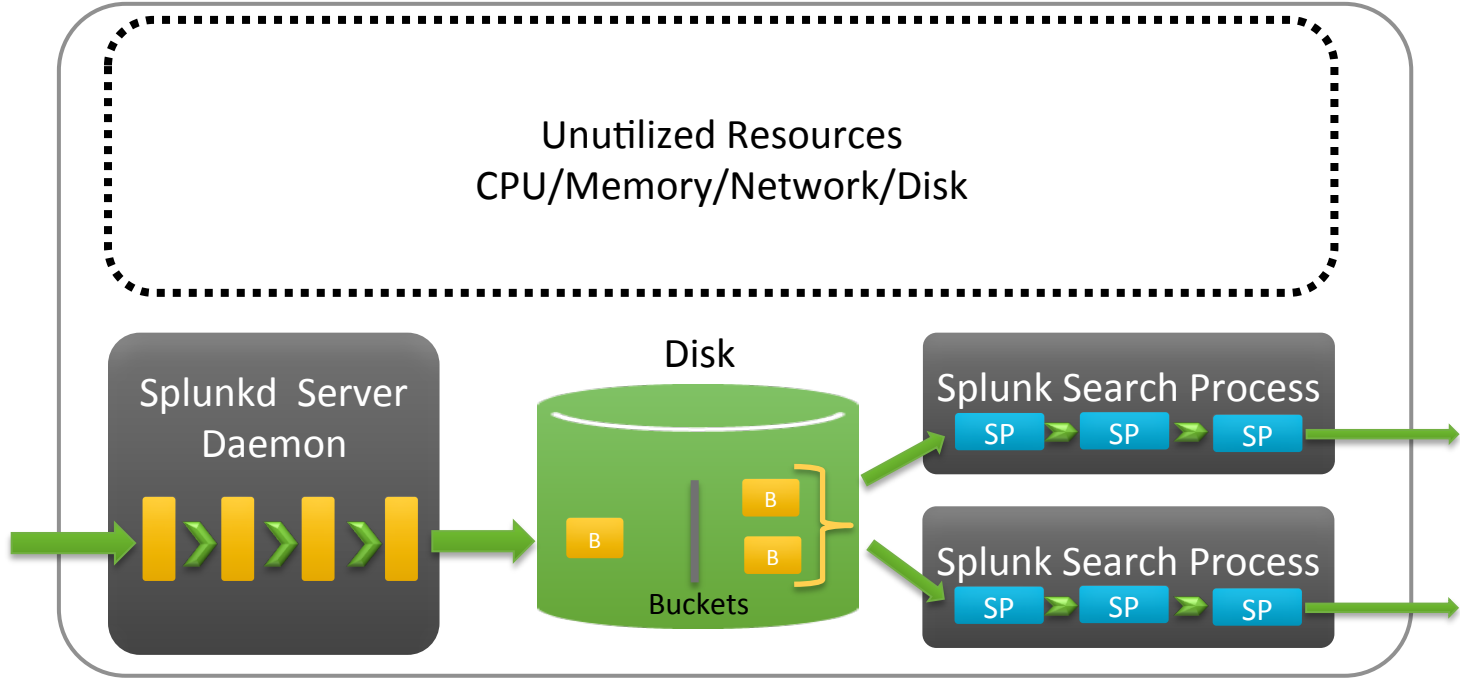 Unutilized Resources
CPU/Memory/Network/Disk
Splunkd Server
Daemon
Disk
B
B
B
Buckets
Splunk Search Process
SP SP SP
Splunk Search Process
SP SP SP